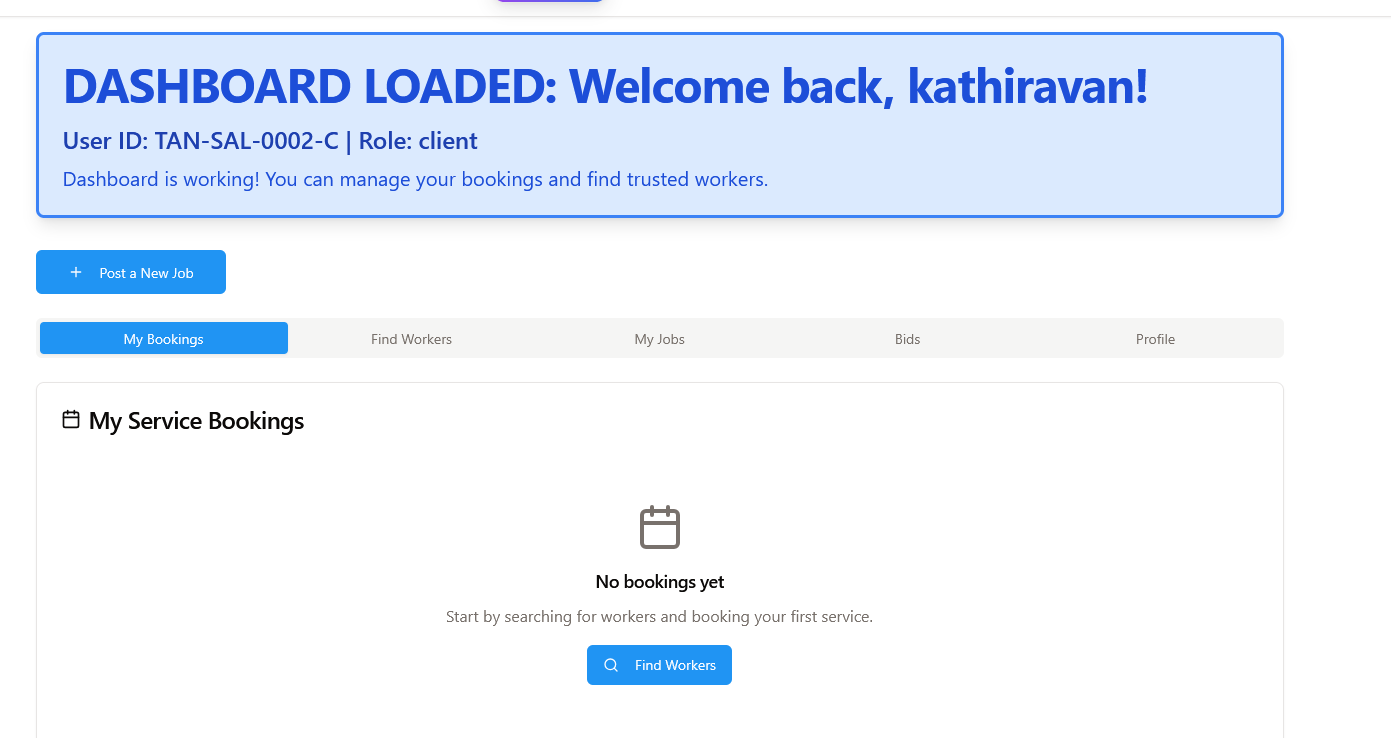 DASHBOARD LOADED: Welcome back, kathiravan!
User ID: TAN-SAL-0002-C | Role: client
Dashboard is working! You can manage your bookings and find trusted workers.
Post a New Job
My Bookings
Find Workers
My Jobs
Bids
Profile
My Service Bookings
No bookings yet
Start by searching for workers and booking your first service.
Find Workers